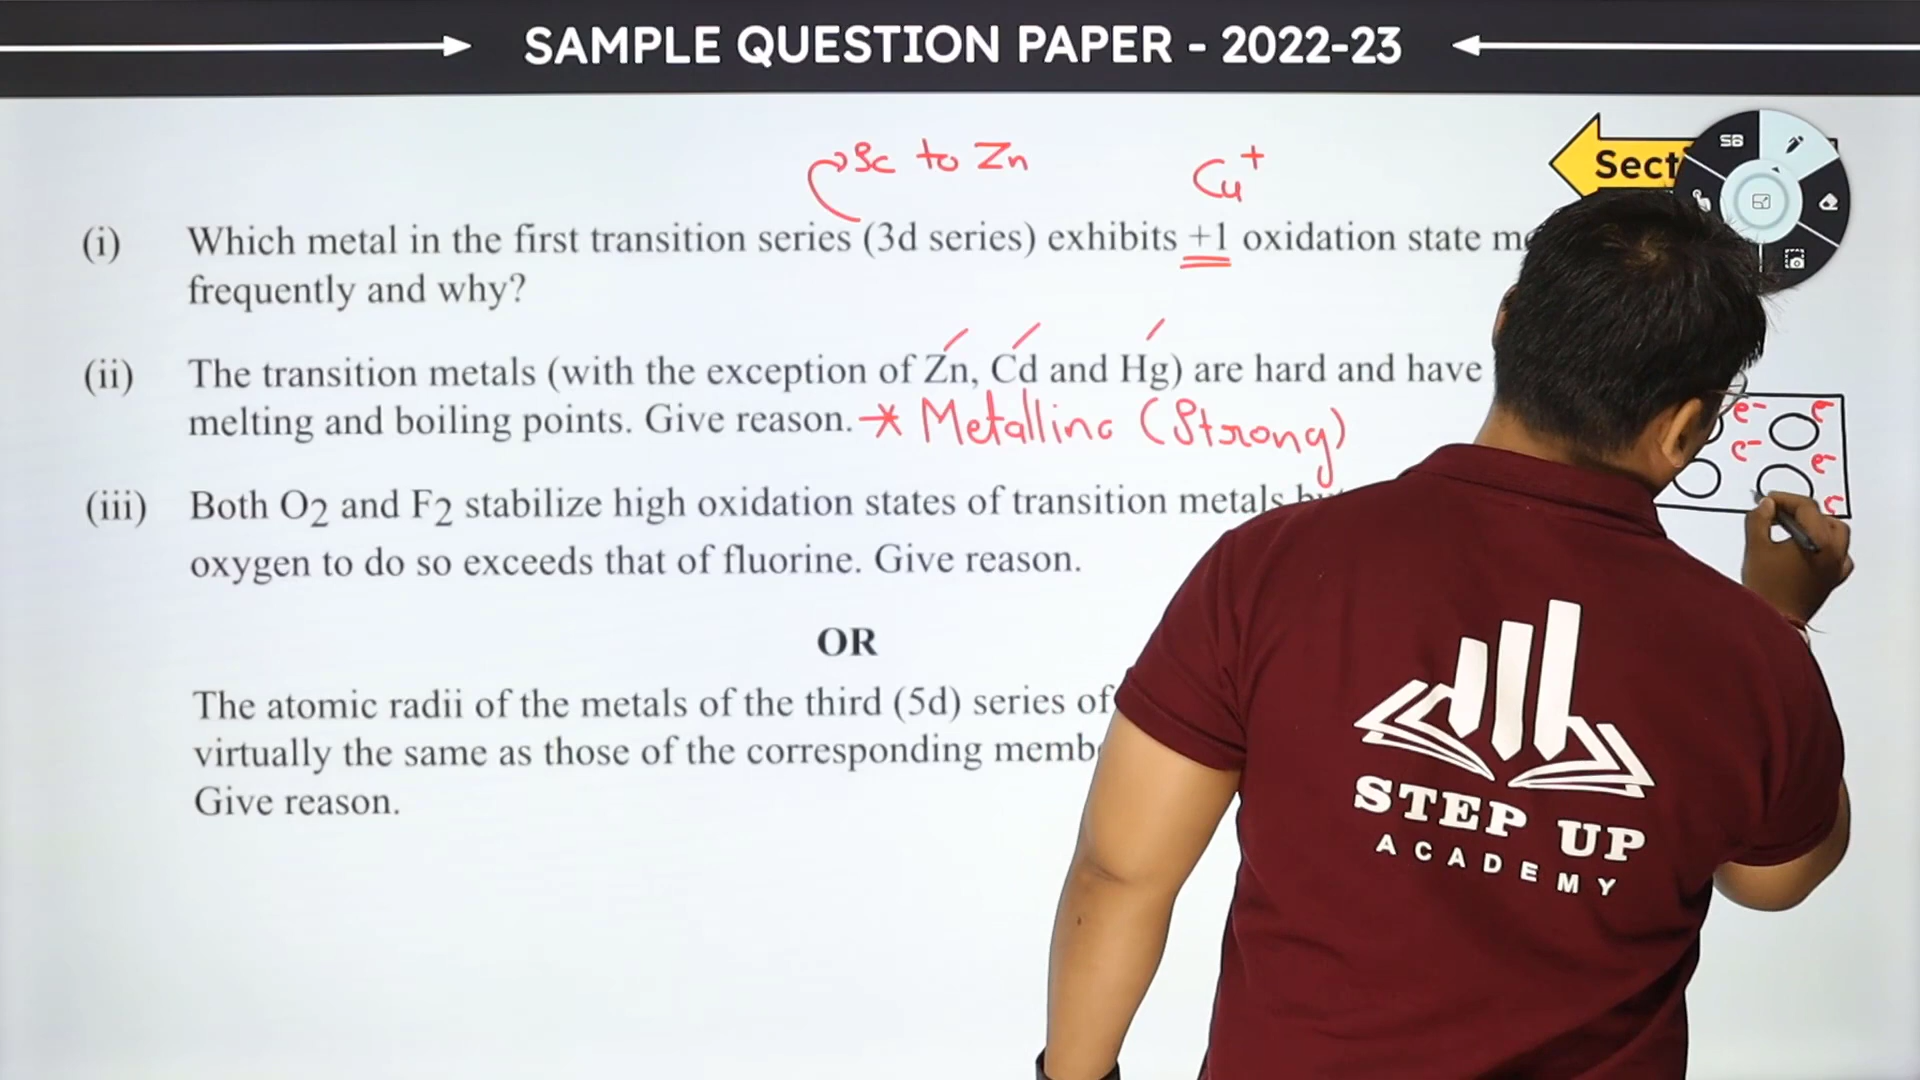 SAMPLE QUESTION PAPER - 2022-23
Sc to Zn
Cu+
SB
(i) Which metal in the first transition series (3d series) exhibits +1 oxidation state
frequently and why?
(ii) The transition metals (with the exception of Zn, Cd and Hg) are hard and have
melting and boiling points. Give reason. * Metallic (Strong)
e- e
e- e
e
(iii) Both O2 and F2 stabilize high oxidation states of transition metals
oxygen to do so exceeds that of fluorine. Give reason.
OR
The atomic radii of the metals of the third (5d) series of
virtually the same as those of the corresponding
Give reason.
STEP UP
ACADEMY